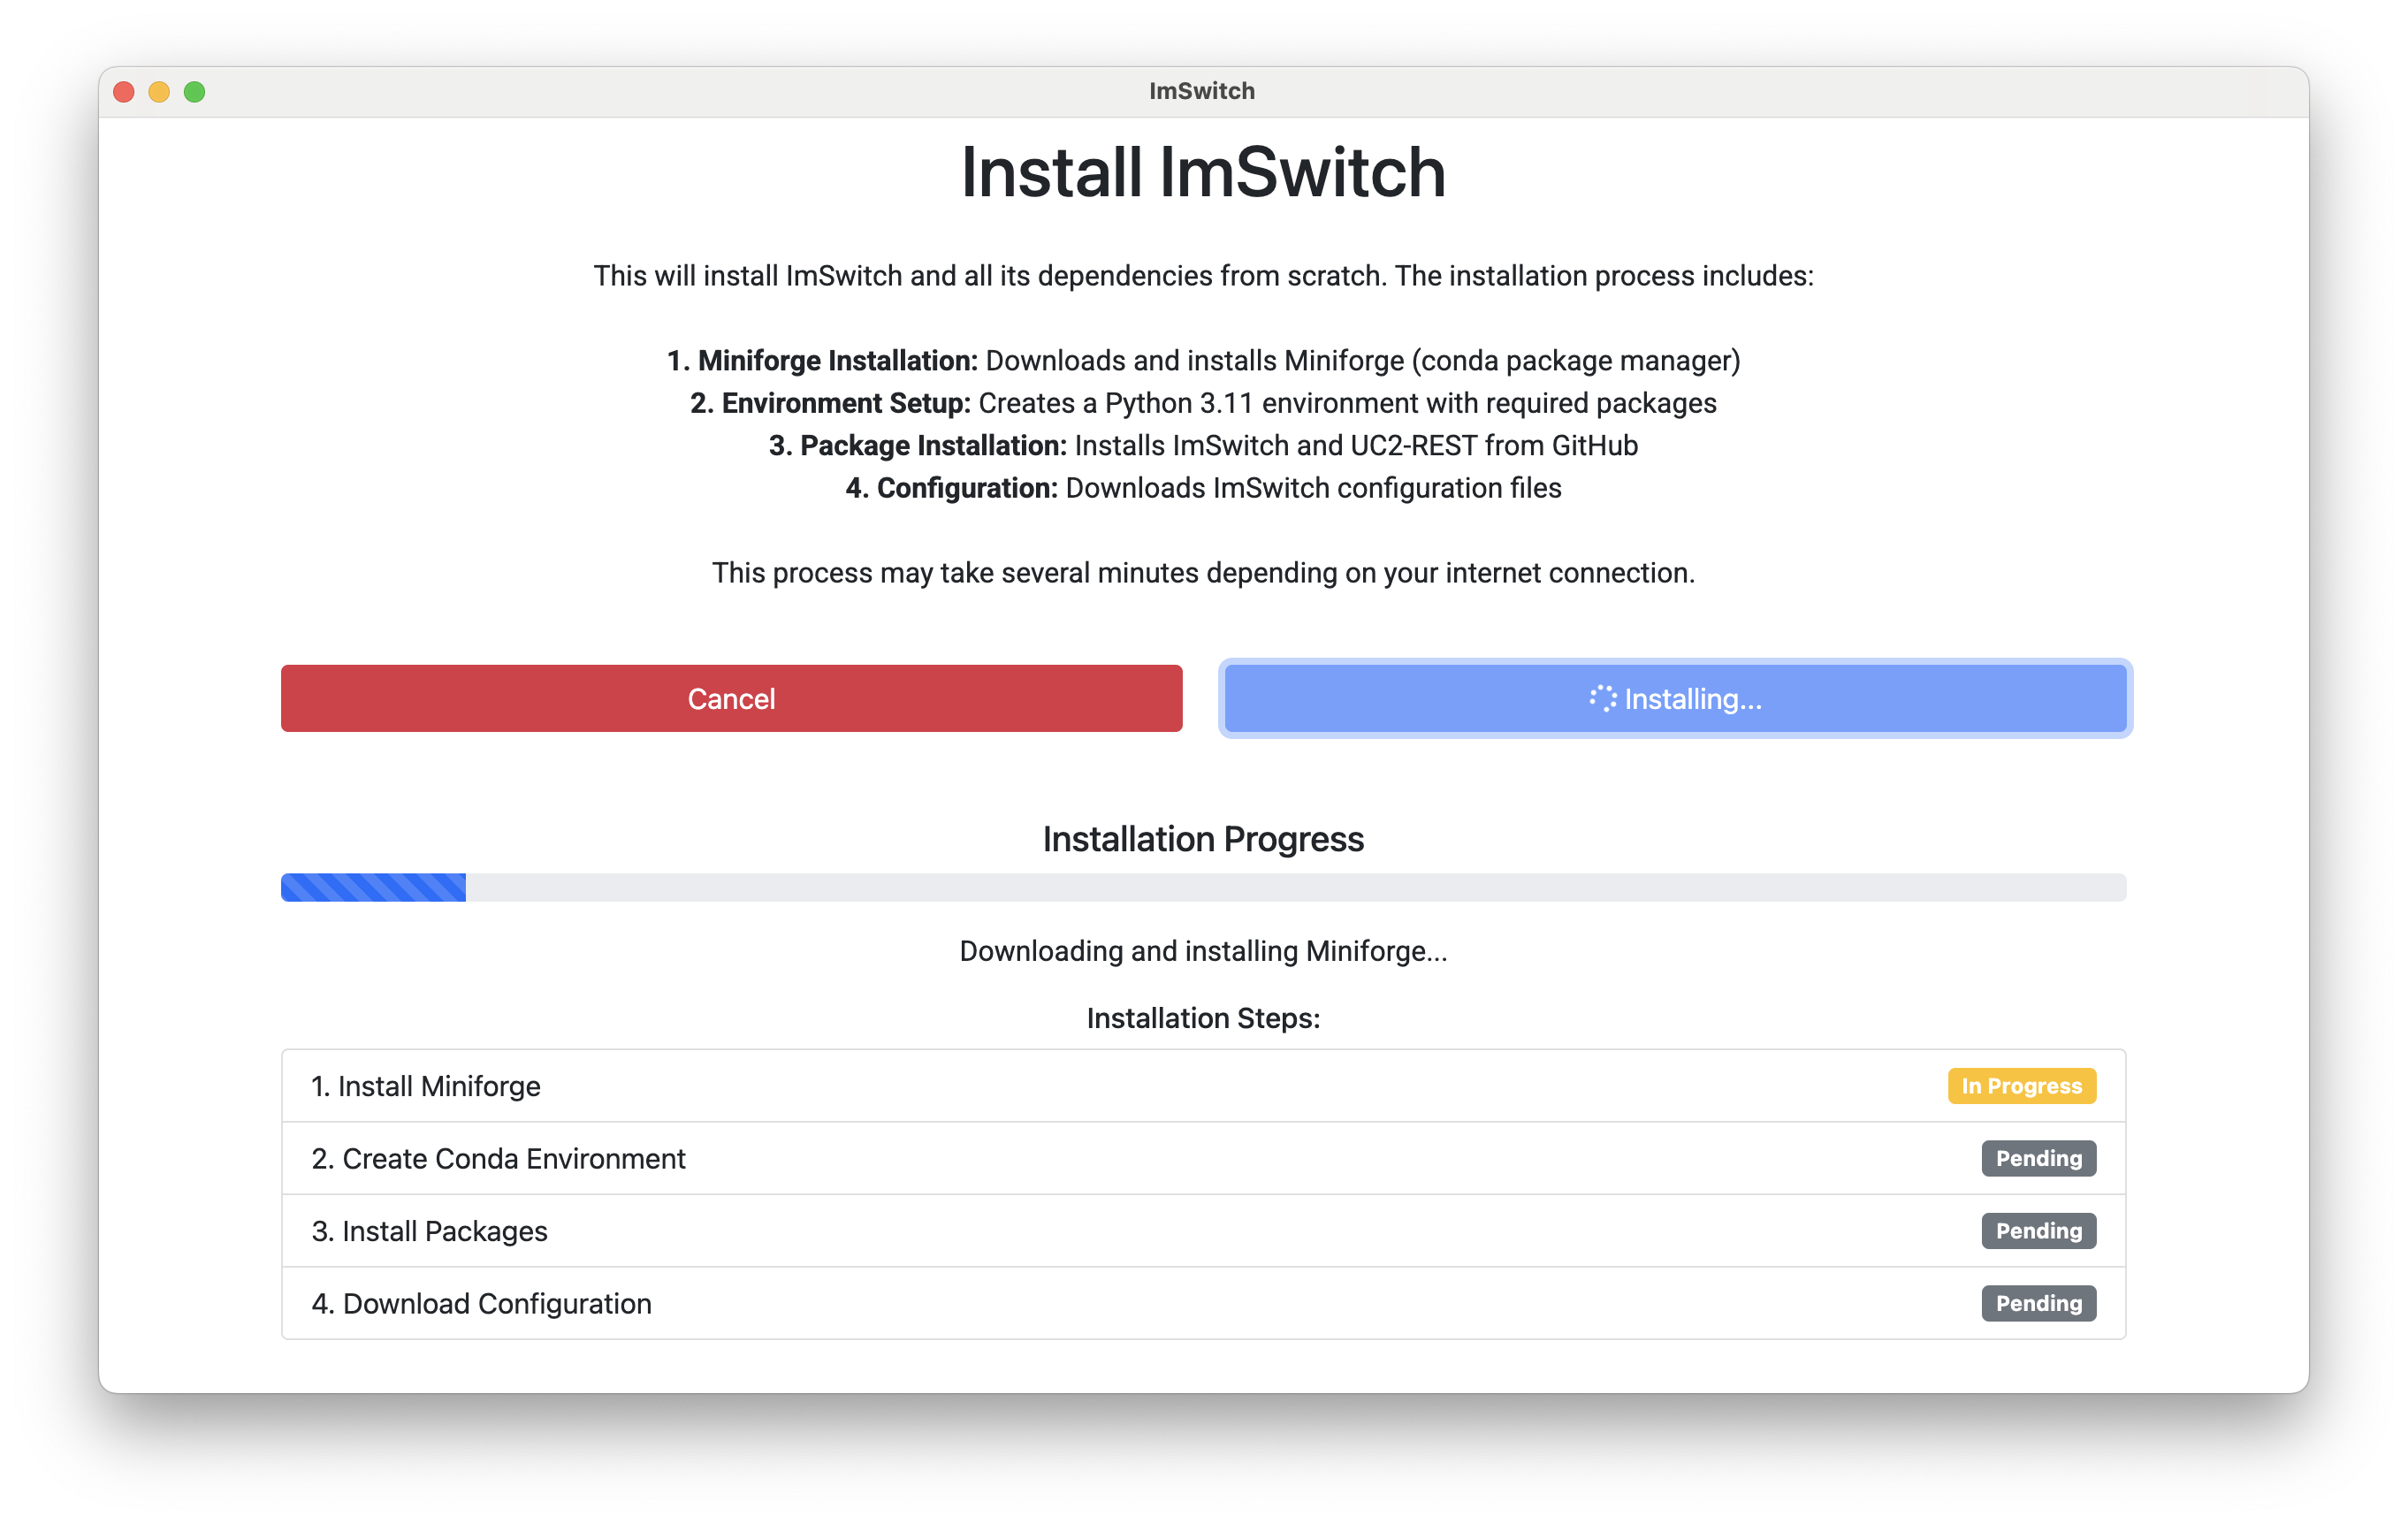 ImSwitch
Install ImSwitch
This will install ImSwitch and all its dependencies from scratch. The installation process includes:
1. Miniforge Installation: Downloads and installs Miniforge (conda package manager)
2. Environment Setup: Creates a Python 3.11 environment with required packages
3. Package Installation: Installs ImSwitch and UC2-REST from GitHub
4. Configuration: Downloads ImSwitch configuration files
This process may take several minutes depending on your internet connection.
Cancel
Installing...
Installation Progress
Downloading and installing Miniforge...
Installation Steps:
1. Install Miniforge In Progress
2. Create Conda Environment Pending
3. Install Packages Pending
4. Download Configuration Pending